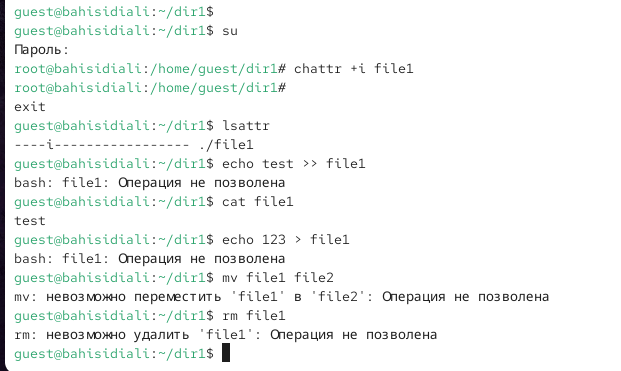 guest@bahisidiali:~/dir1$
guest@bahisidiali:~/dir1$ su
Пароль:
root@bahisidiali:/home/guest/dir1# chattr +i file1
root@bahisidiali:/home/guest/dir1#
exit
guest@bahisidiali:~/dir1$ lsattr
----i----------------- ./file1
guest@bahisidiali:~/dir1$ echo test >> file1
bash: file1: Операция не позволена
guest@bahisidiali:~/dir1$ cat file1
test
guest@bahisidiali:~/dir1$ echo 123 > file1
bash: file1: Операция не позволена
guest@bahisidiali:~/dir1$ mv file1 file2
mv: невозможно переместить 'file1' в 'file2': Операция не позволена
guest@bahisidiali:~/dir1$ rm file1
rm: невозможно удалить 'file1': Операция не позволена
guest@bahisidiali:~/dir1$